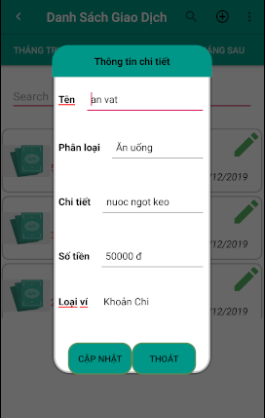 Danh Sách Giao Dịch
THÁNG TR
ÁNG SAU
Thông tin chi tiết
Search
Tên an vat
Phân loại Ăn uống
/12/2019
Chi tiết nuoc ngot keo
/12/2019
Số tiền 50000 đ
Loại ví Khoản Chi
/12/2019
CẬP NHẬT THOÁT